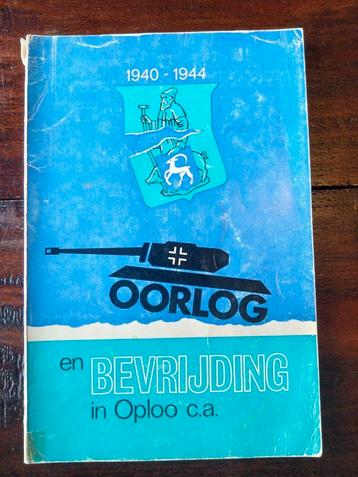 1940 - 1944
OORLOG
en BEVRIJDING
in Oploo c.a.